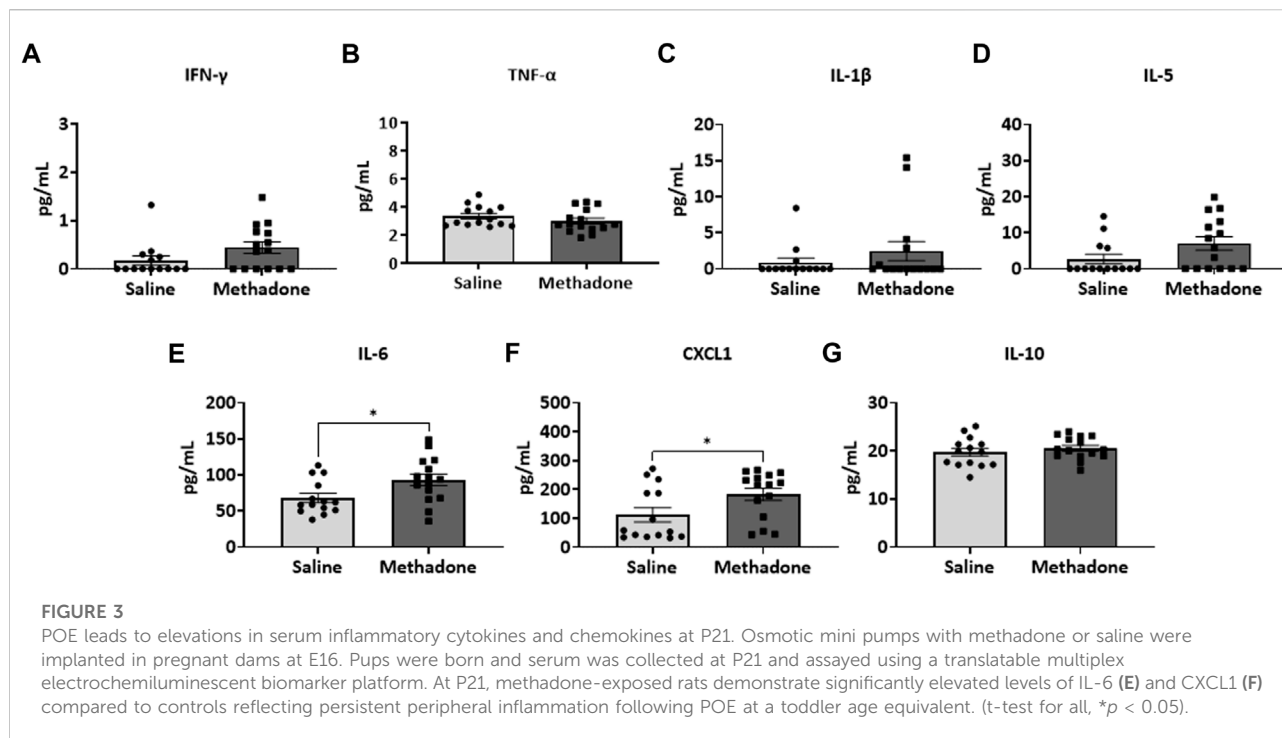 A
IFN-γ
pg/mL
3
2
1
0
Saline Methadone
B
TNF-α
pg/mL
10
8
6
4
2
0
Saline Methadone
C
IL-1β
pg/mL
20
15
10
5
0
Saline Methadone
D
IL-5
pg/mL
40
30
20
10
0
Saline Methadone
E
IL-6
pg/mL
200
150
100
50
0
*
Saline Methadone
F
CXCL1
pg/mL
500
400
300
200
100
0
*
Saline Methadone
G
IL-10
pg/mL
30
20
10
0
Saline Methadone
FIGURE 3
POE leads to elevations in serum inflammatory cytokines and chemokines at P21. Osmotic mini pumps with methadone or saline were
implanted in pregnant dams at E16. Pups were born and serum was collected at P21 and assayed using a translatable multiplex
electrochemiluminescent biomarker platform. At P21, methadone-exposed rats demonstrate significantly elevated levels of IL-6 (E) and CXCL1 (F)
compared to controls reflecting persistent peripheral inflammation following POE at a toddler age equivalent. (t-test for all, *p < 0.05).